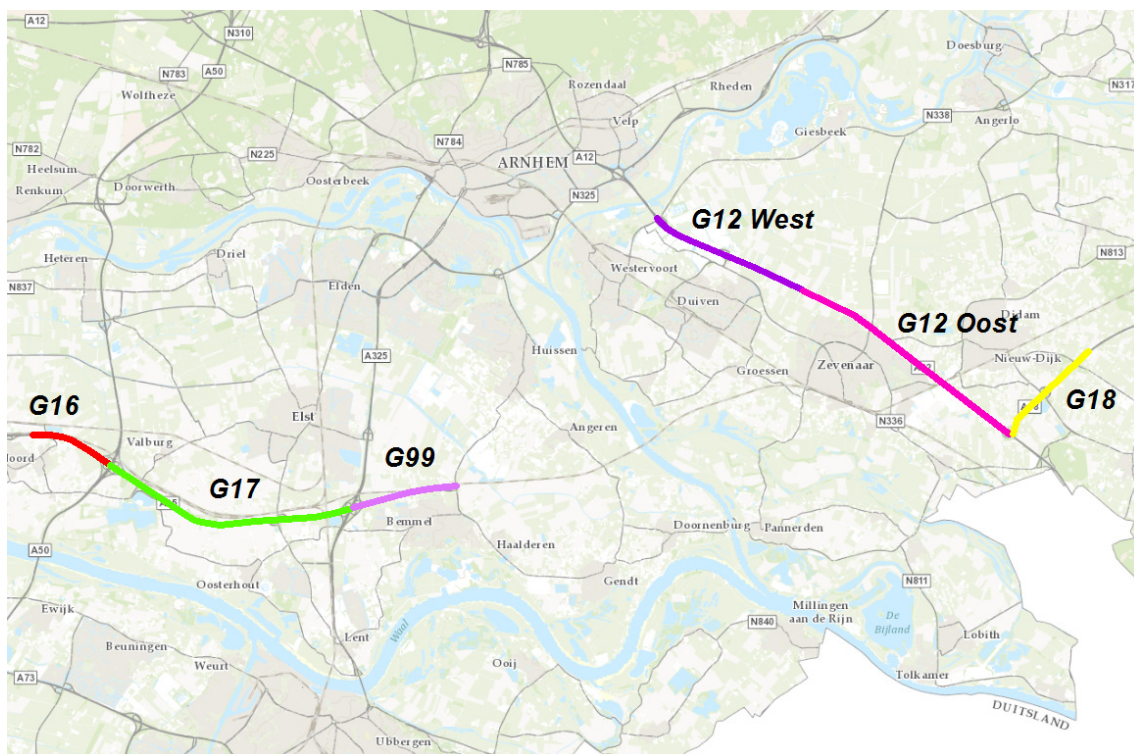 A12
N310
Doesburg
N785
A50
N783
Rozendaal
Rheden
N317
Wolfheze
Velp
N338
Angerlo
Giesbeek
N784
N782
N225
ARNHEM
A12
Heelsum
Oosterbeek
Renkum
Doorwerth
N325
G12 West
Driel
N813
Heteren
Westervoort
N837
Elden
Duiven
Didam
G12 Oost
Huissen
A325
Nieuw-Dijk
Zevenaar
Groessen
G18
G16
Elst
N336
Angeren
Valburg
G99
G17
Bemmel
Doornenburg
Pannerden
Haalderen
A50
Oosterhout
Gendt
N811
Ewijk
Millingen
aan de Rijn
De
Bijland
Lent
Waal
N840
Lobith
Beuningen
Weurt
Ooij
A73
Tolkamer
DUITSLAND
Ubbergen